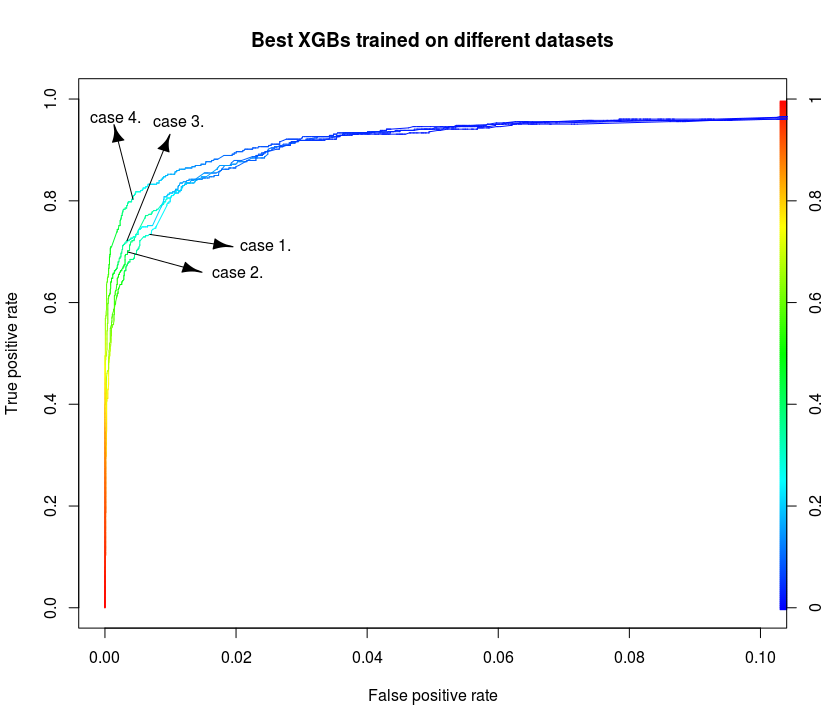 Best XGBs trained on different datasets
case 4.
case 3.
case 1.
case 2.
True positive rate
1.0
0.8
0.6
0.4
0.2
0.0
1
0.8
0.6
0.4
0.2
0
0.00 0.02 0.04 0.06 0.08 0.10
False positive rate